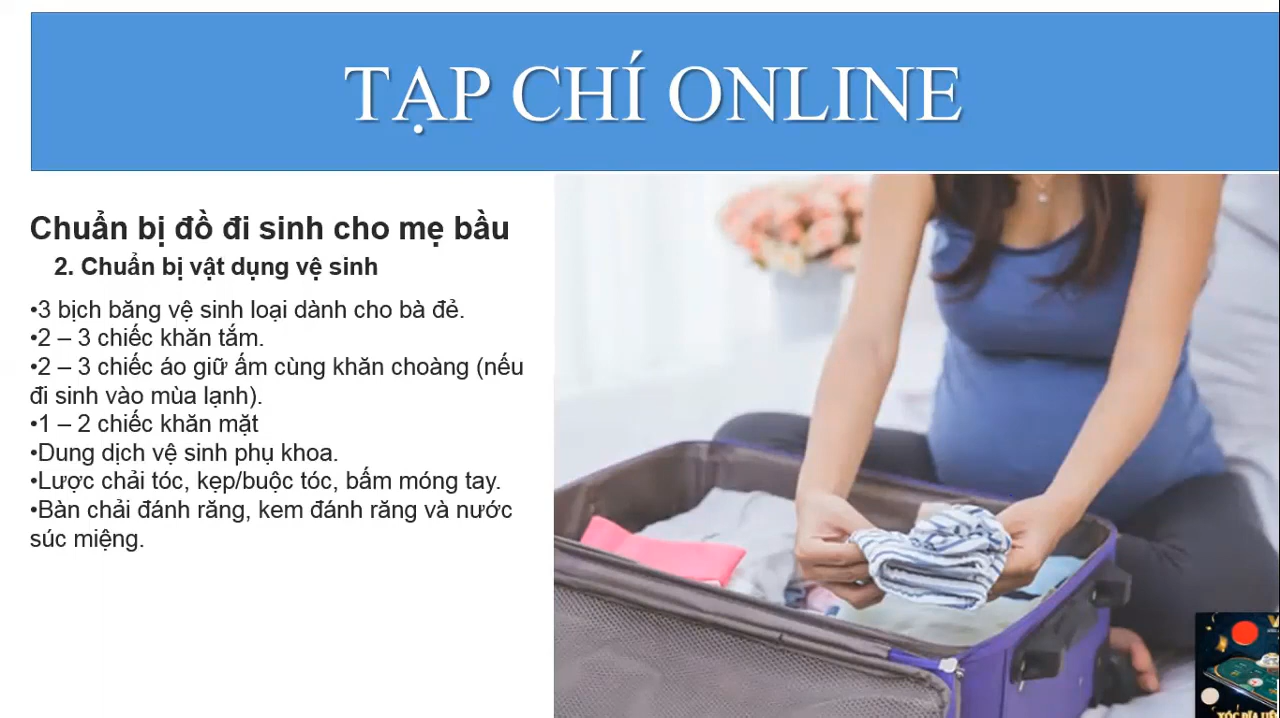 TẠP CHÍ ONLINE
Chuẩn bị đồ đi sinh cho mẹ bầu
2. Chuẩn bị vật dụng vệ sinh
•3 bịch băng vệ sinh loại dành cho bà đẻ.
•2 – 3 chiếc khăn tắm.
•2 – 3 chiếc áo giữ ấm cùng khăn choàng (nếu
đi sinh vào mùa lạnh).
•1 – 2 chiếc khăn mặt
•Dung dịch vệ sinh phụ khoa.
•Lược chải tóc, kẹp/buộc tóc, bấm móng tay.
•Bàn chải đánh răng, kem đánh răng và nước
súc miệng.